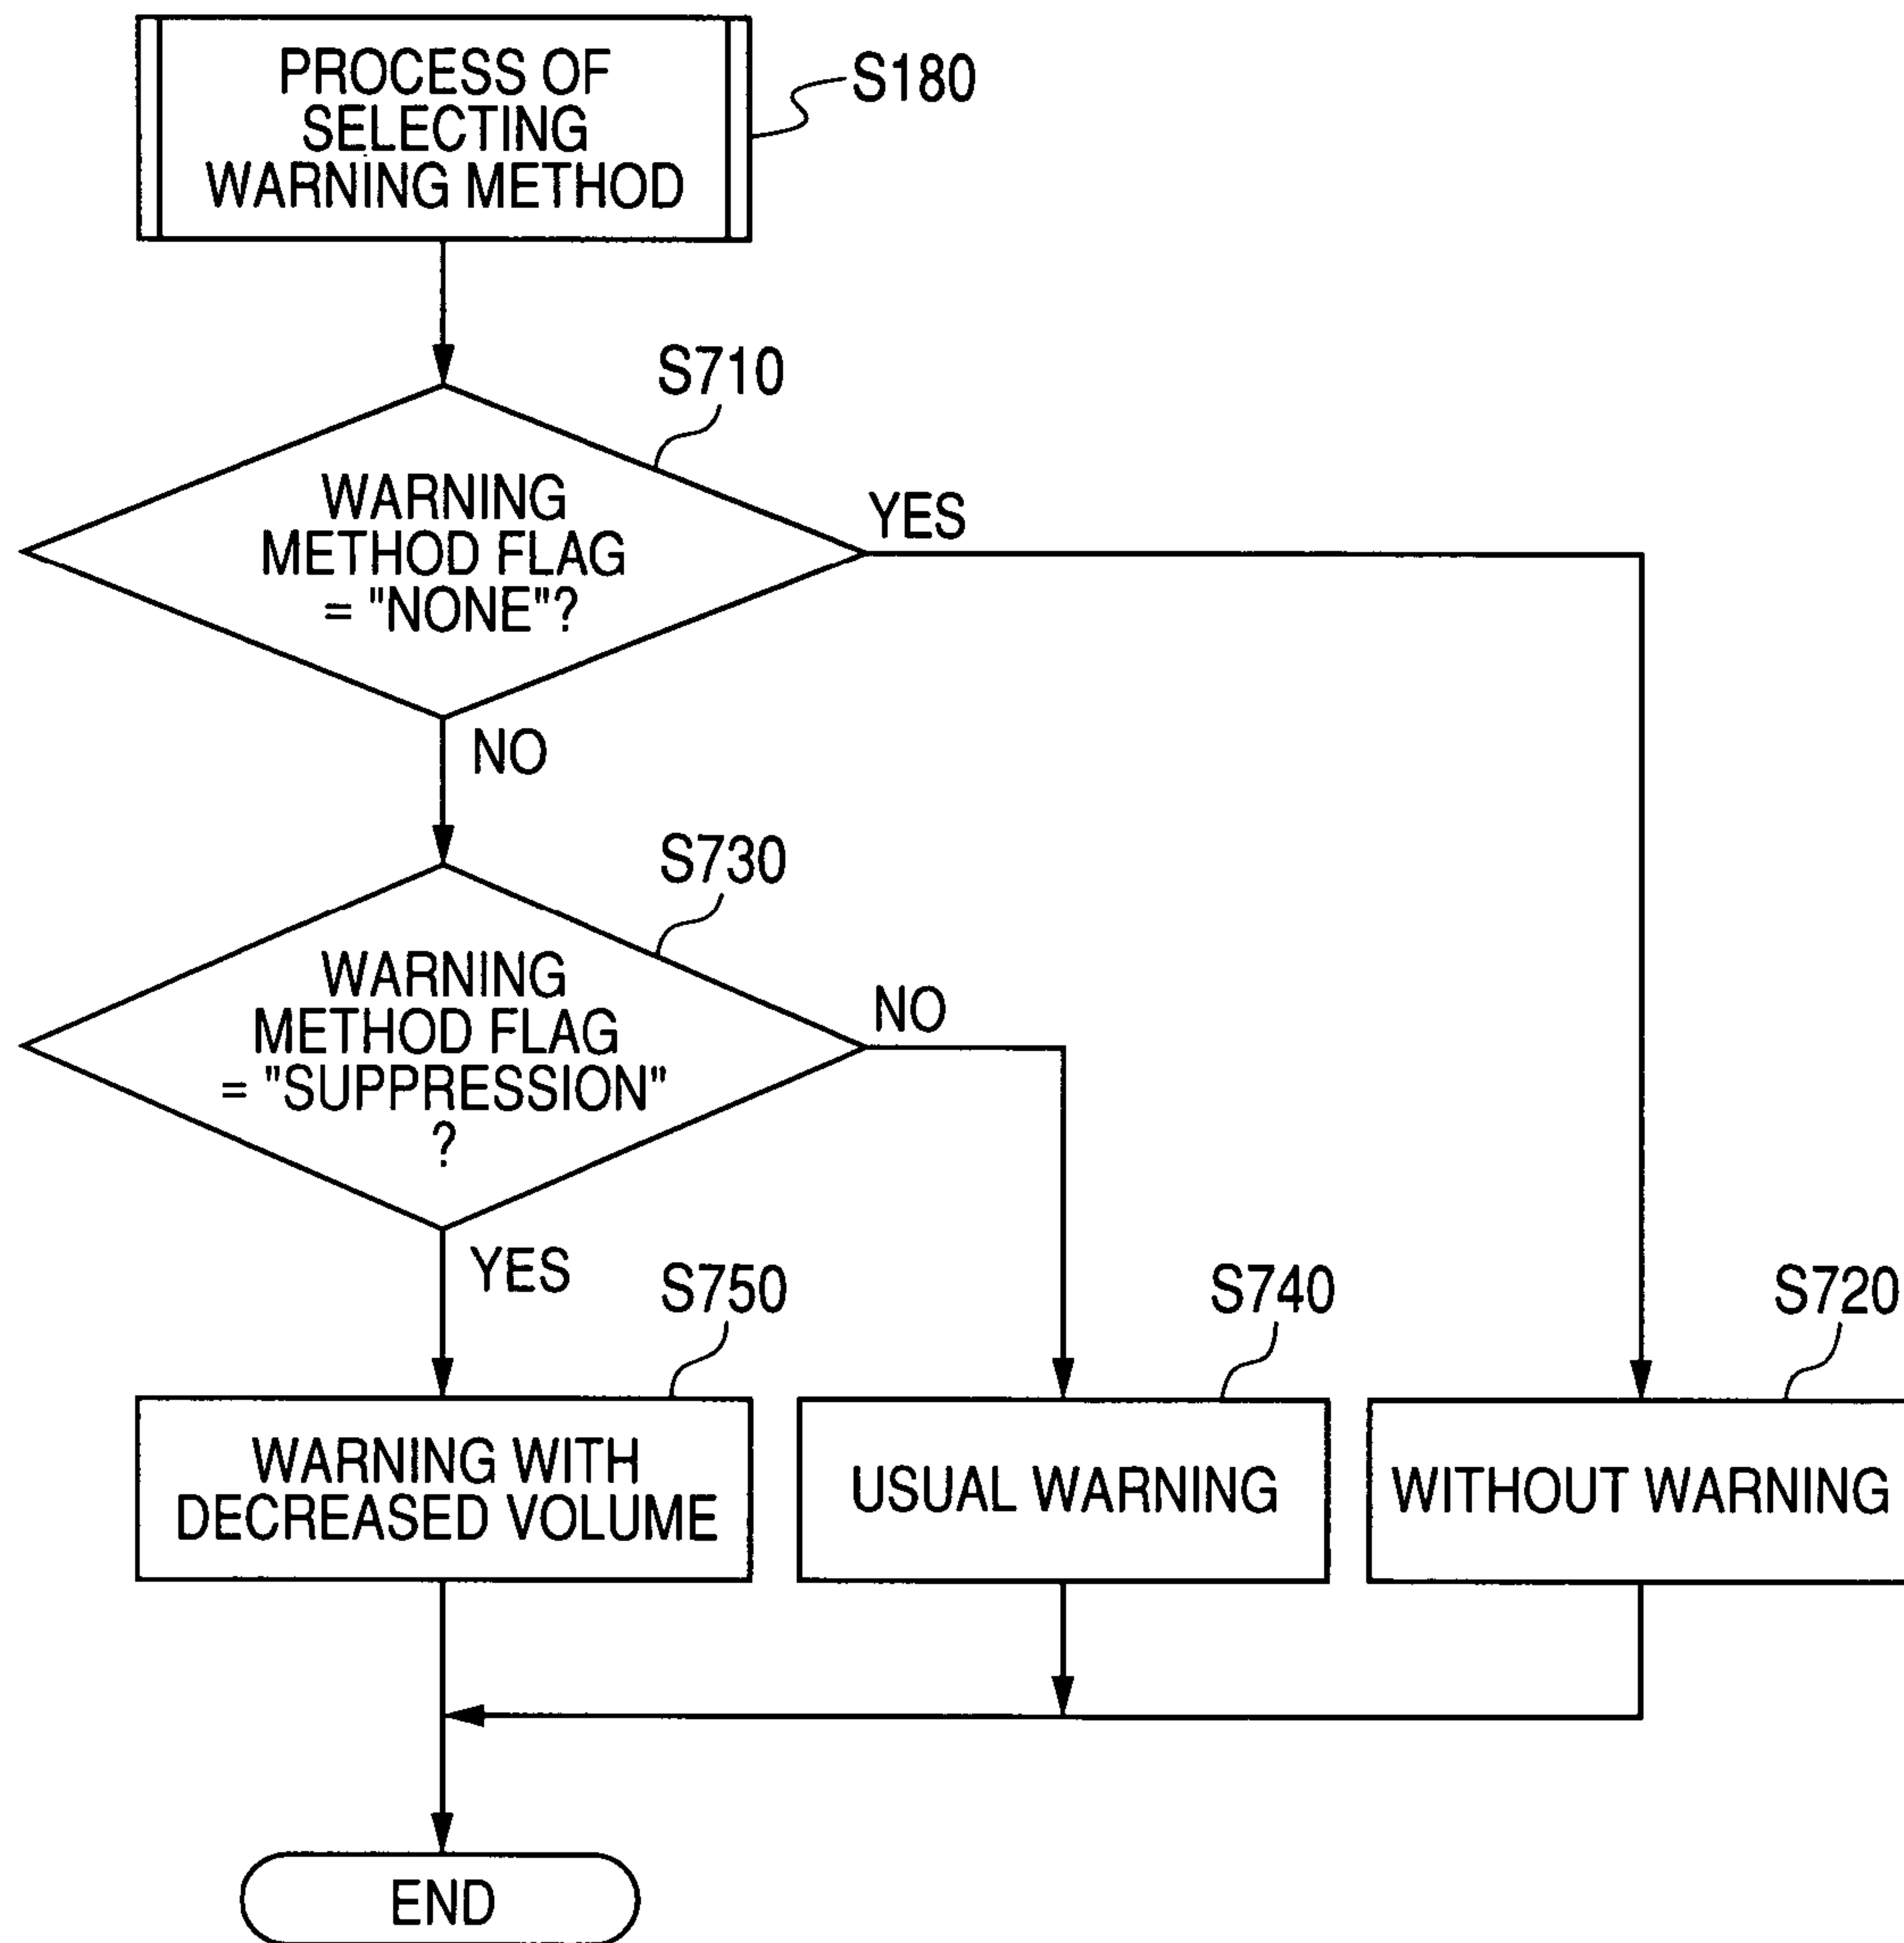 PROCESS OF
SELECTING
WARNING METHOD
S180
S710
WARNING
METHOD FLAG
= "NONE"?
YES
NO
S730
WARNING
METHOD FLAG
= "SUPPRESSION"
?
NO
YES
S750
S740
S720
WARNING WITH
DECREASED VOLUME
USUAL WARNING
WITHOUT WARNING
END